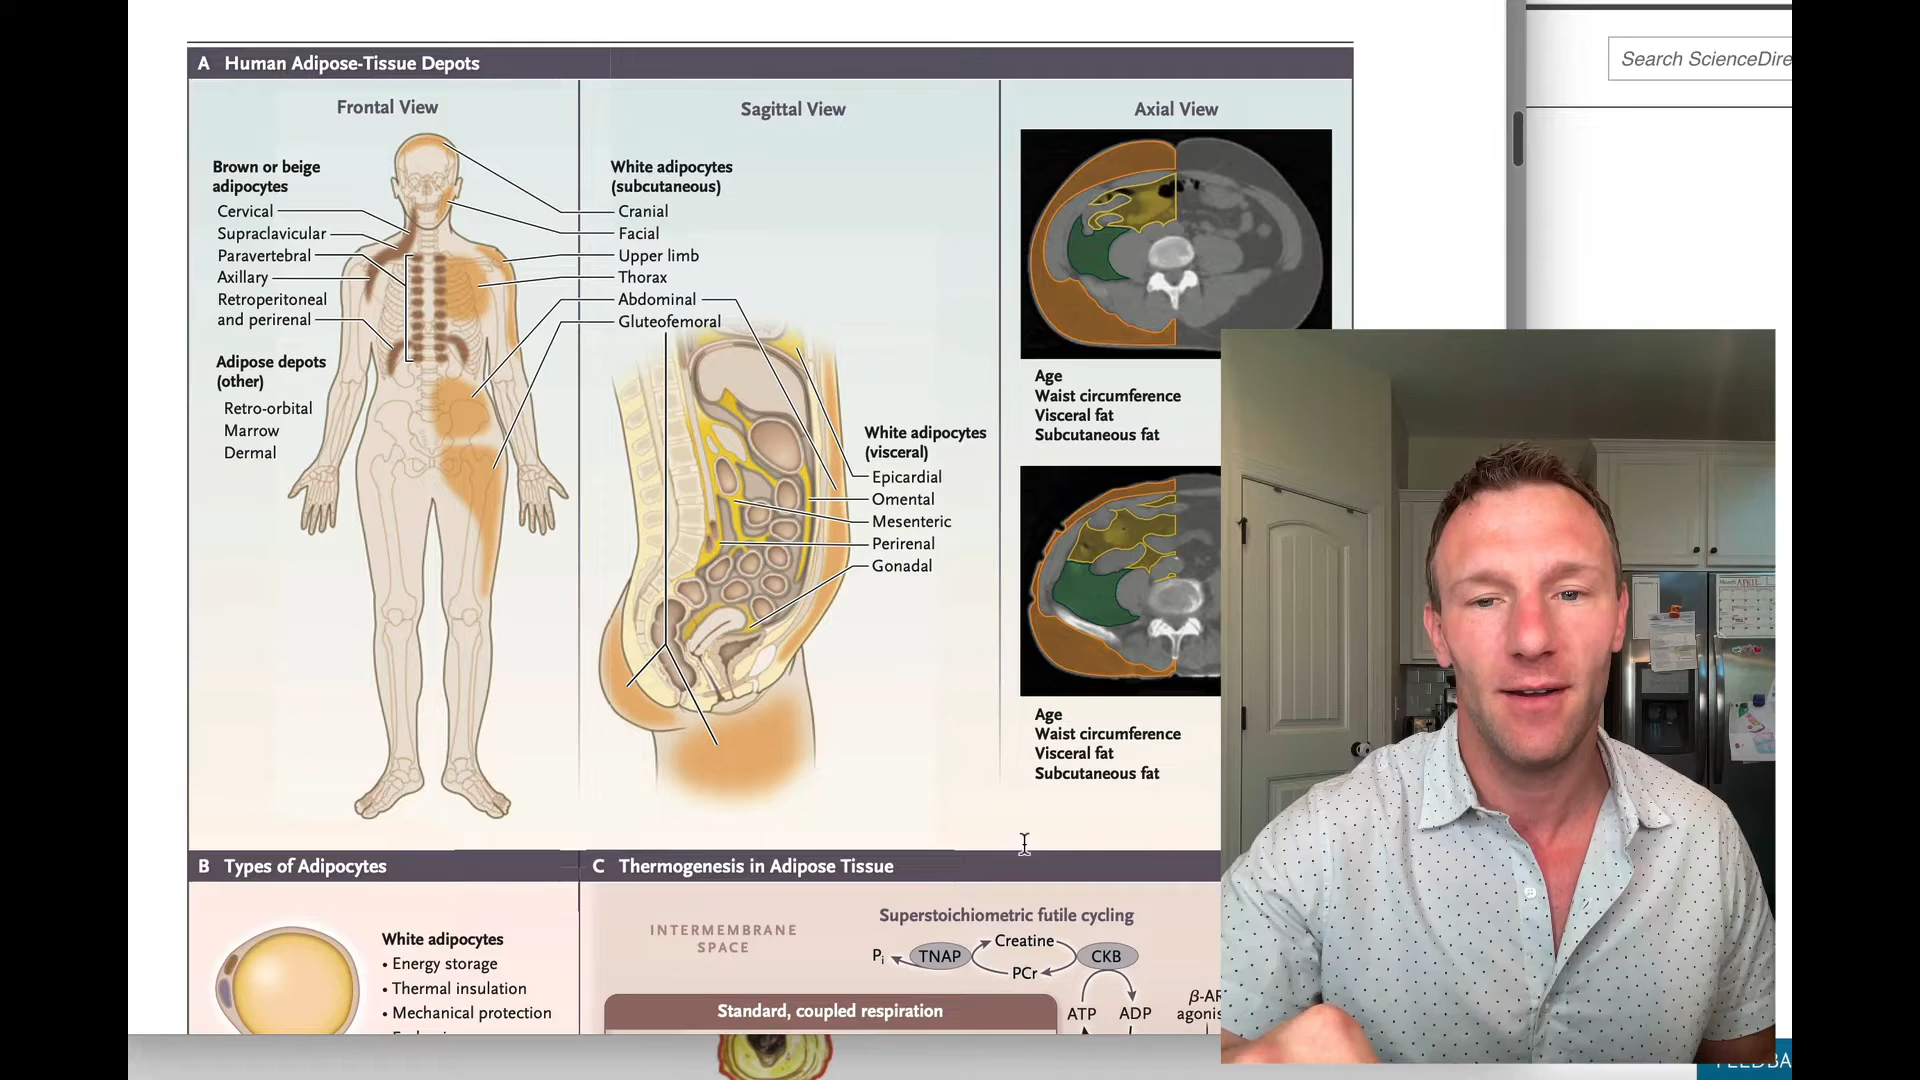 Search ScienceDire
A Human Adipose-Tissue Depots
Frontal View
Sagittal View
Axial View
Brown or beige
adipocytes
Cervical
Supraclavicular
Paravertebral
Axillary
Retroperitoneal
and perirenal
Adipose depots
(other)
Retro-orbital
Marrow
Dermal
White adipocytes
(subcutaneous)
Cranial
Facial
Upper limb
Thorax
Abdominal
Gluteofemoral
White adipocytes
(visceral)
Epicardial
Omental
Mesenteric
Perirenal
Gonadal
Age
Waist circumference
Visceral fat
Subcutaneous fat
Age
Waist circumference
Visceral fat
Subcutaneous fat
B Types of Adipocytes
White adipocytes
• Energy storage
• Thermal insulation
• Mechanical protection
C Thermogenesis in Adipose Tissue
INTERMEMBRANE
SPACE
Superstoichiometric futile cycling
Pi
TNAP
Creatine
PCr
CKB
ATP
ADP
β-AR
agonis
Standard, coupled respiration
APRIL
FEEDBA